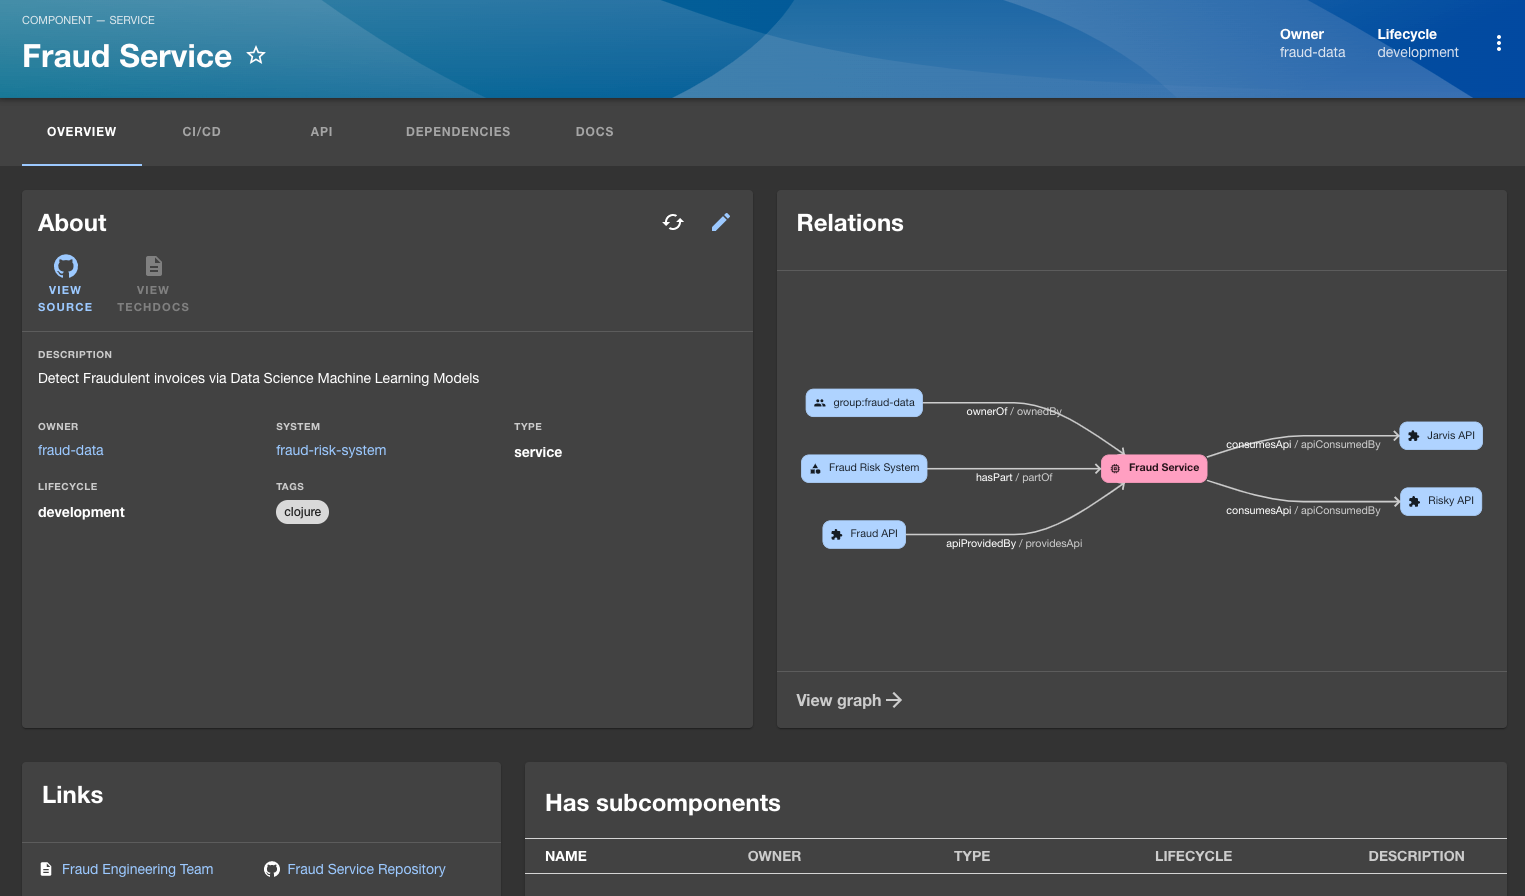 COMPONENT — SERVICE
Fraud Service
Owner
fraud-data
Lifecycle
development
OVERVIEW
CI/CD
API
DEPENDENCIES
DOCS
About
VIEW
SOURCE
VIEW
TECHDOCS
DESCRIPTION
Detect Fraudulent invoices via Data Science Machine Learning Models
OWNER
fraud-data
SYSTEM
fraud-risk-system
TYPE
service
LIFECYCLE
development
TAGS
clojure
Relations
group:fraud-data
ownerOf / ownedBy
Fraud Risk System
hasPart / partOf
Fraud API
apiProvidedBy / providesApi
Fraud Service
consumesApi / apiConsumedBy
Jarvis API
consumesApi / apiConsumedBy
Risky API
View graph
Links
Fraud Engineering Team
Fraud Service Repository
Has subcomponents
NAME
OWNER
TYPE
LIFECYCLE
DESCRIPTION